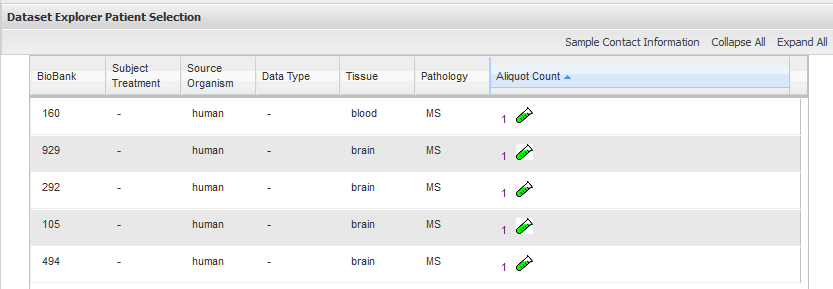 Dataset Explorer Patient Selection
Sample Contact Information Collapse All Expand All
BioBank Subject Treatment Source Organism Data Type Tissue Pathology Aliquot Count
160 - human - blood MS 1
929 - human - brain MS 1
292 - human - brain MS 1
105 - human - brain MS 1
494 - human - brain MS 1